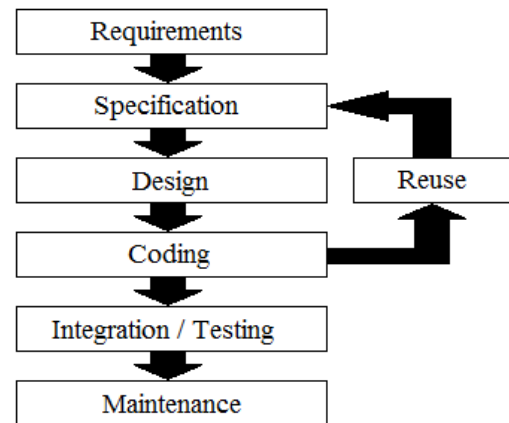 Requirements
Specification
Design
Reuse
Coding
Integration / Testing
Maintenance